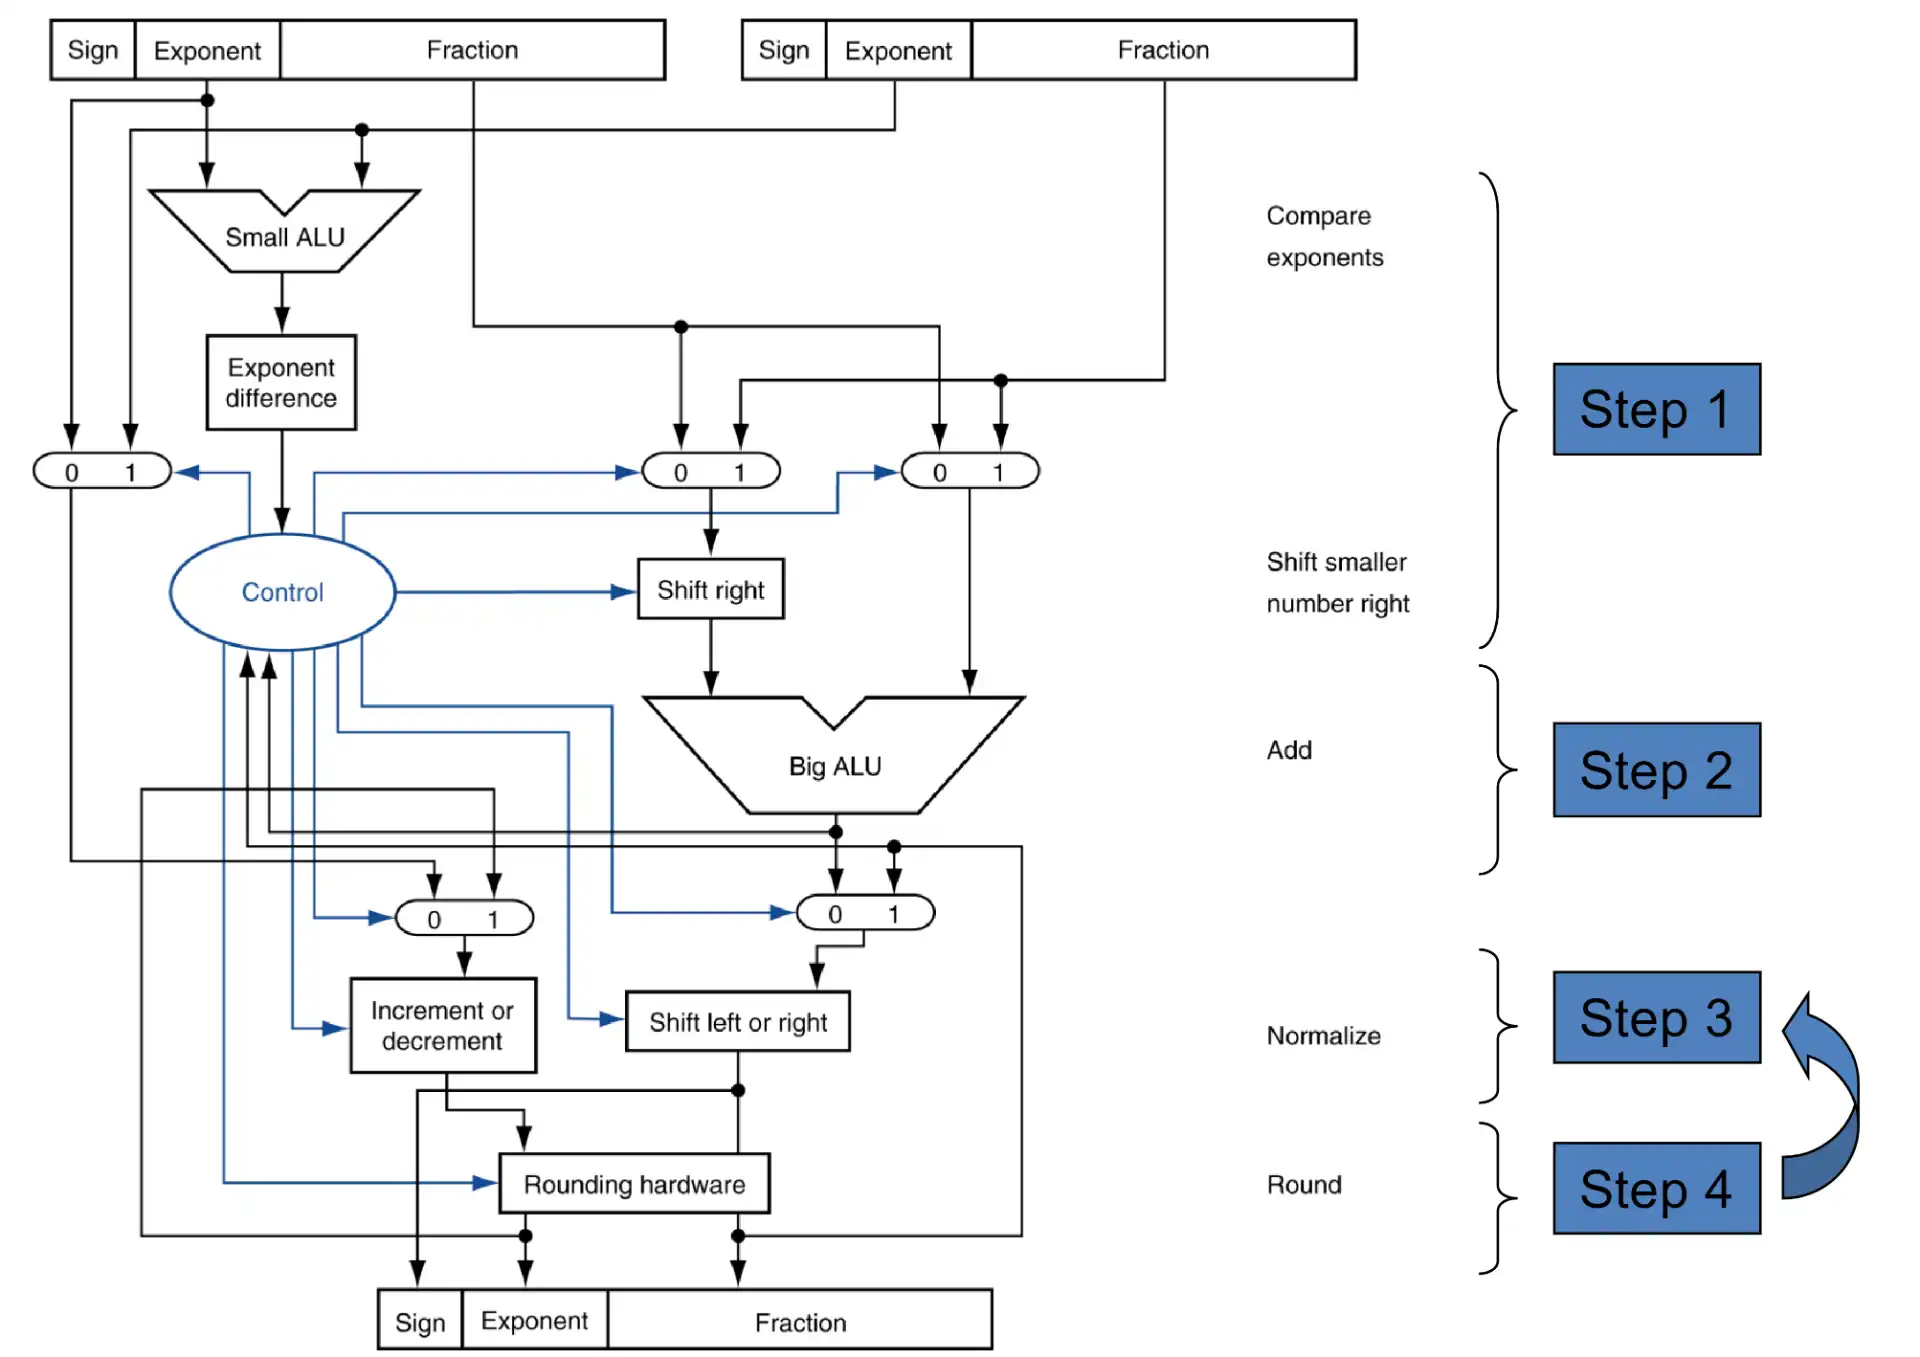 Sign Exponent Fraction Sign Exponent Fraction
Small ALU
Compare
exponents
Exponent
difference
Step 1
0 1 0 1 0 1
Control
Shift right
Shift smaller
number right
Big ALU
Add
Step 2
0 1 0 1
Increment or
decrement
Shift left or right
Normalize
Step 3
Rounding hardware
Round
Step 4
Sign Exponent Fraction